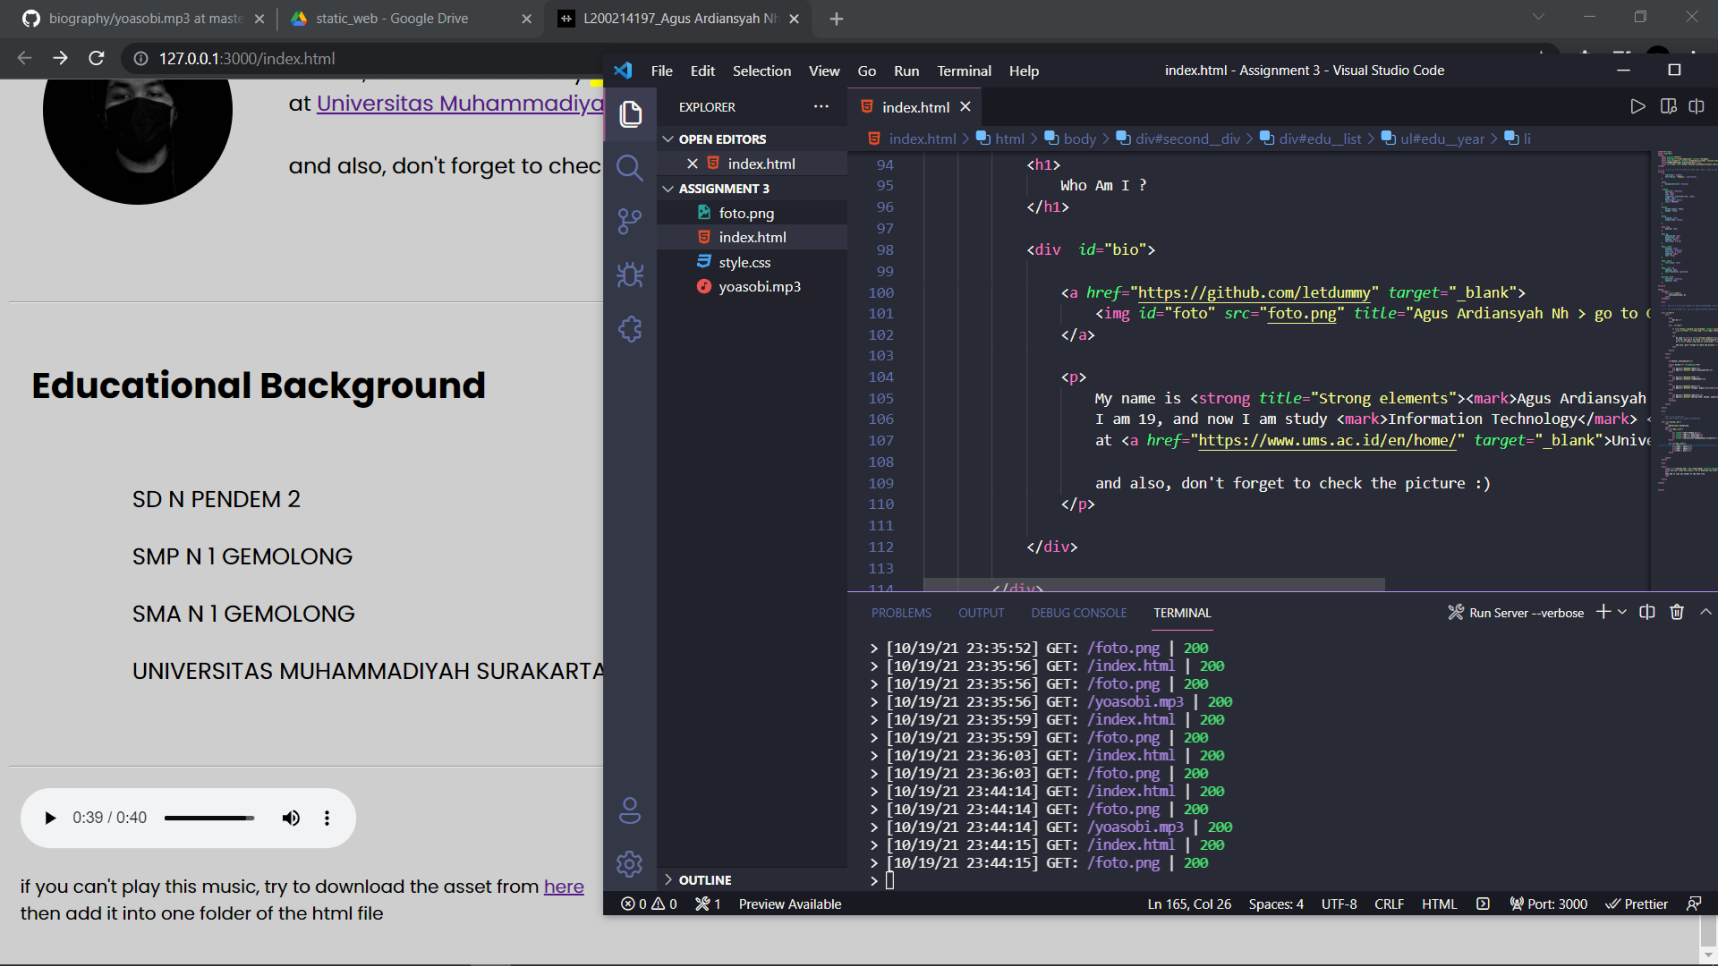 biography/yoasobi.mp3 at maste
static_web - Google Drive
L200214197_Agus Ardiansyah Nh
127.0.0.1:3000/index.html
at Universitas Muhammadiya
and also, don't forget to chec
Educational Background
SD N PENDEM 2
SMP N 1 GEMOLONG
SMA N 1 GEMOLONG
UNIVERSITAS MUHAMMADIYAH SURAKARTA
0:39 / 0:40
if you can't play this music, try to download the asset from here
then add it into one folder of the html file
File Edit Selection View Go Run Terminal Help
index.html - Assignment 3 - Visual Studio Code
EXPLORER
OPEN EDITORS
index.html
ASSIGNMENT 3
foto.png
index.html
style.css
yoasobi.mp3
OUTLINE
index.html
index.html > html > body > div#second__div > div#edu__list > ul#edu__year > li
94 <h1>
95 Who Am I ?
96 </h1>
97
98 <div  id="bio">
99
100 <a href="https://github.com/letdummy" target="_blank">
101 <img id="foto" src="foto.png" title="Agus Ardiansyah Nh > go to
102 </a>
103
104 <p>
105 My name is <strong title="Strong elements"><mark>Agus Ardiansyah
106 I am 19, and now I am study <mark>Information Technology</mark> <
107 at <a href="https://www.ums.ac.id/en/home/" target="_blank">Unive
108
109 and also, don't forget to check the picture :)
110 </p>
111
112 </div>
113
114 </div>
PROBLEMS OUTPUT DEBUG CONSOLE TERMINAL
Run Server --verbose
> [10/19/21 23:35:52] GET: /foto.png | 200
> [10/19/21 23:35:56] GET: /index.html | 200
> [10/19/21 23:35:56] GET: /foto.png | 200
> [10/19/21 23:35:56] GET: /yoasobi.mp3 | 200
> [10/19/21 23:35:59] GET: /index.html | 200
> [10/19/21 23:35:59] GET: /foto.png | 200
> [10/19/21 23:36:03] GET: /index.html | 200
> [10/19/21 23:36:03] GET: /foto.png | 200
> [10/19/21 23:44:14] GET: /index.html | 200
> [10/19/21 23:44:14] GET: /foto.png | 200
> [10/19/21 23:44:14] GET: /yoasobi.mp3 | 200
> [10/19/21 23:44:15] GET: /index.html | 200
> [10/19/21 23:44:15] GET: /foto.png | 200
>
0 0 1 Preview Available
Ln 165, Col 26 Spaces: 4 UTF-8 CRLF HTML Port: 3000 Prettier